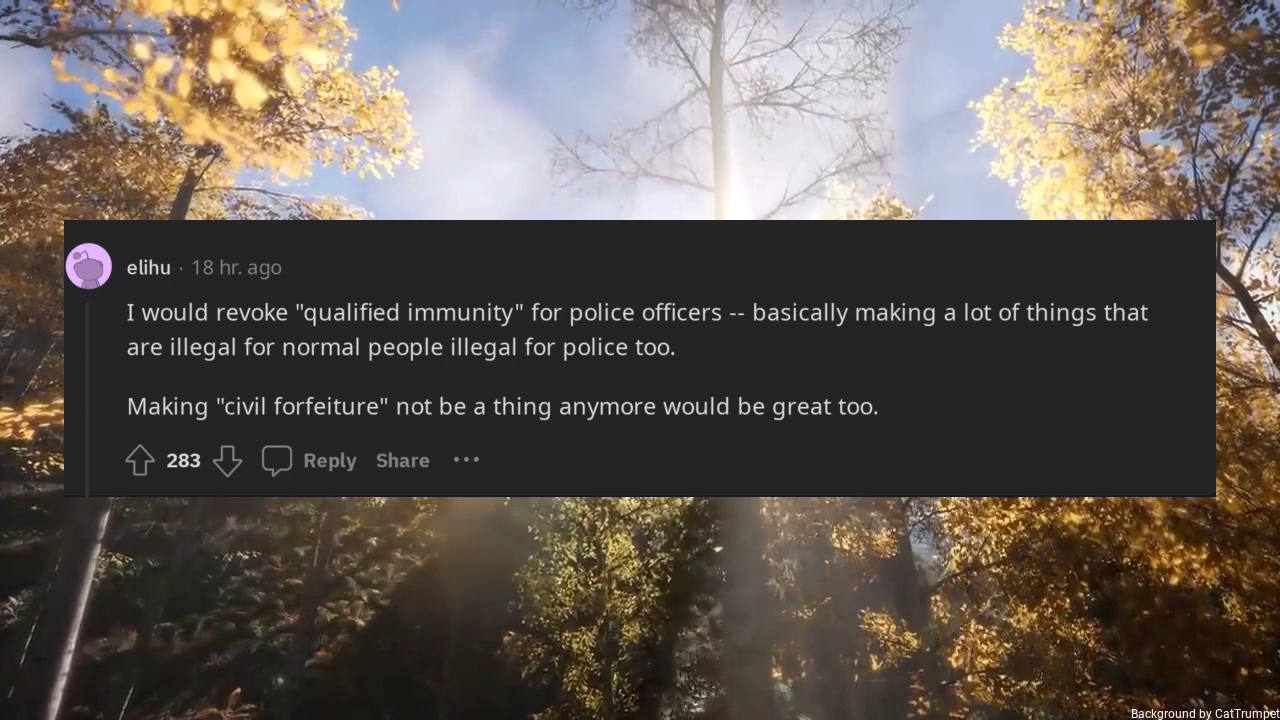 elihu · 18 hr. ago
I would revoke "qualified immunity" for police officers -- basically making a lot of things that
are illegal for normal people illegal for police too.
Making "civil forfeiture" not be a thing anymore would be great too.
283 Reply Share
Background by CatTrumpet